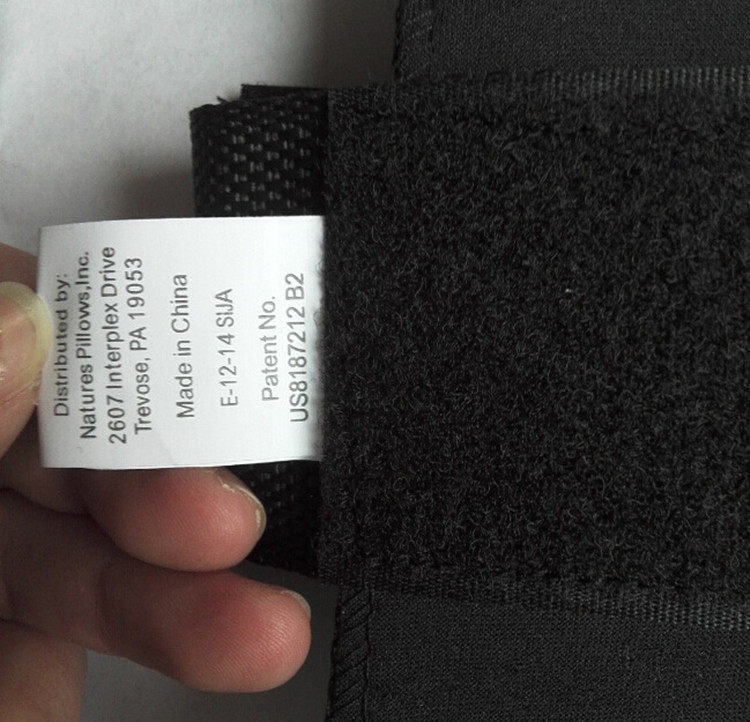 Distributed by:
Natures Pillows,Inc.
2607 Interplex Drive
Trevose, PA 19053
Made in China
E-12-14 SIJA
Patent No.
US8187212 B2